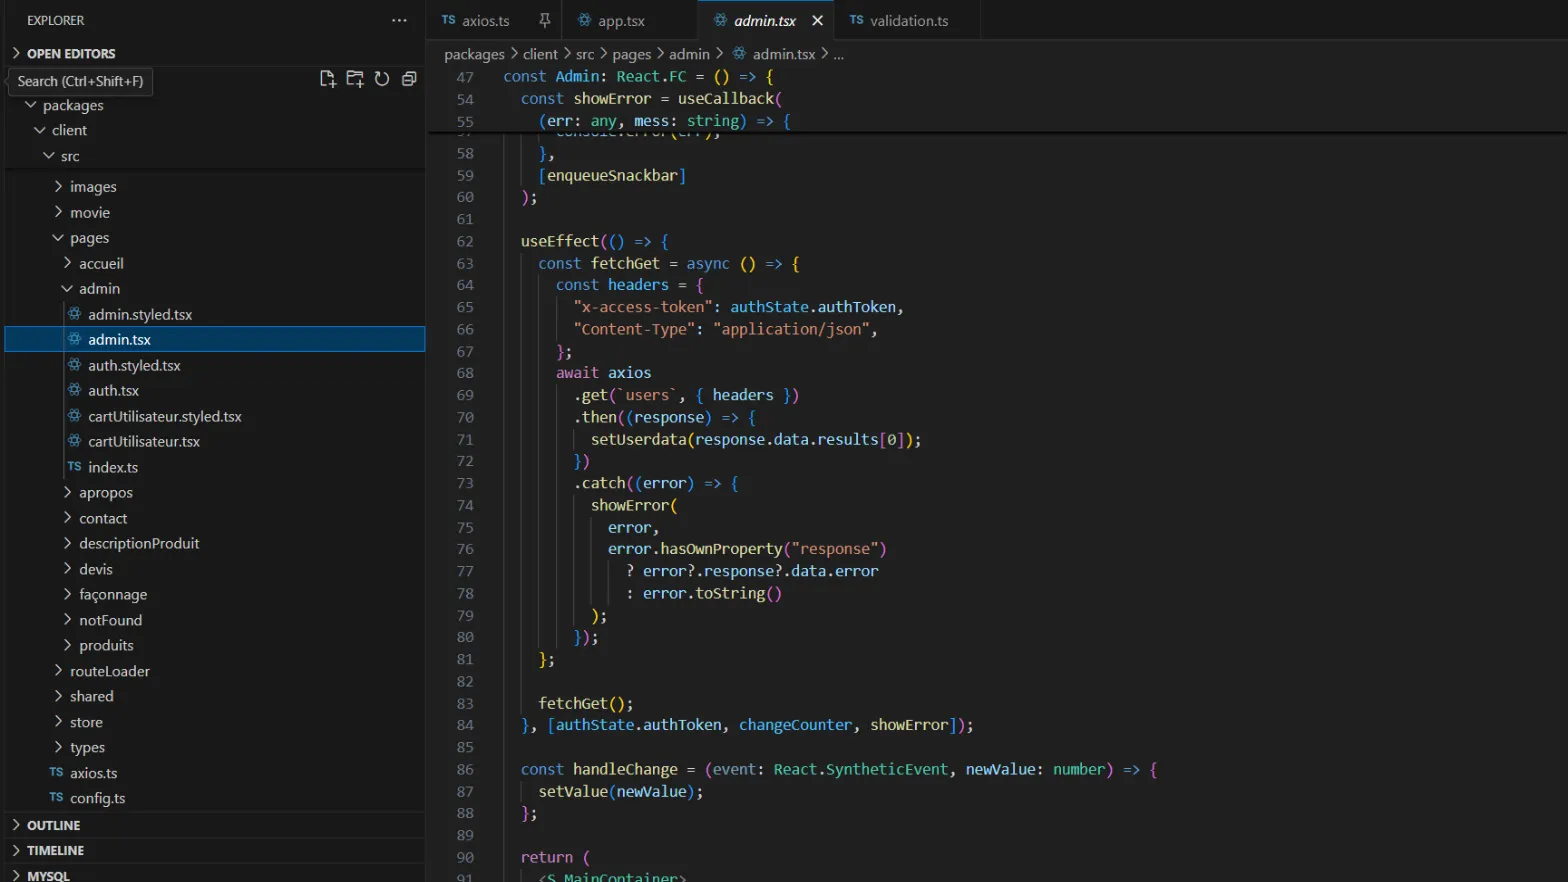 EXPLORER
...
OPEN EDITORS
Search (Ctrl+Shift+F)
packages
client
src
images
movie
pages
accueil
admin
admin.styled.tsx
admin.tsx
auth.styled.tsx
auth.tsx
cartUtilisateur.styled.tsx
cartUtilisateur.tsx
TS index.ts
apropos
contact
descriptionProduit
devis
façonnage
notFound
produits
routeLoader
shared
store
types
TS axios.ts
TS config.ts
OUTLINE
TIMELINE
MYSQL
TS axios.ts
app.tsx
admin.tsx
TS validation.ts
packages > client > src > pages > admin > admin.tsx > ...
47 const Admin: React.FC = () => {
54 const showError = useCallback(
55 (err: any, mess: string) => {
57 console.error(err);
58 },
59 [enqueueSnackbar]
60 );
61
62 useEffect(() => {
63 const fetchGet = async () => {
64 const headers = {
65 "x-access-token": authState.authToken,
66 "Content-Type": "application/json",
67 };
68 await axios
69 .get(`users`, { headers })
70 .then((response) => {
71 setUserdata(response.data.results[0]);
72 })
73 .catch((error) => {
74 showError(
75 error,
76 error.hasOwnProperty("response")
77 ? error?.response?.data.error
78 : error.toString()
79 );
80 });
81 };
82
83 fetchGet();
84 }, [authState.authToken, changeCounter, showError]);
85
86 const handleChange = (event: React.SyntheticEvent, newValue: number) => {
87 setValue(newValue);
88 };
89
90 return (
91 <S.MainContainer>